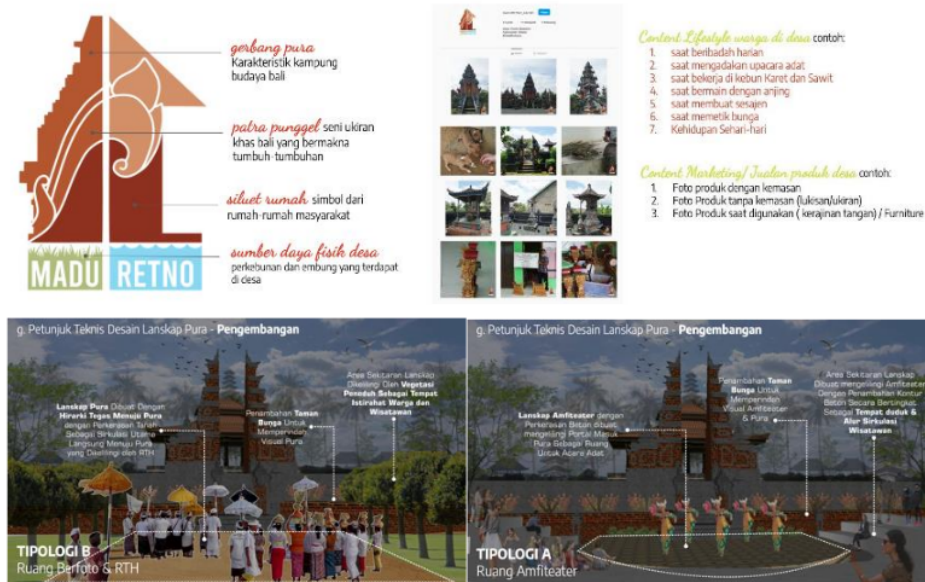 gerbang pura
Karakteristik kampung
budaya bali
patra punggel seni ukiran
khas bali yang bermakna
tumbuh-tumbuhan
siluet rumah simbol dari
rumah-rumah masyarakat
sumber daya fisik desa
perkebunan dan embung yang terdapat
di desa
MADU RETNO
Content Lifestyle warga di desa contoh:
1. saat beribadah harian
2. saat mengadakan upacara adat
3. saat bekerja di kebun Karet dan Sawit
4. saat bermain dengan anjing
5. saat membuat sesajen
6. saat memetik bunga
7. Kehidupan Sehari-hari
Content Marketing/ Jualan produk desa contoh:
1. Foto produk dengan kemasan
2. Foto Produk tanpa kemasan (lukisan/ukiran)
3. Foto Produk saat digunakan ( kerajinan tangan) / Furniture
g. Petunjuk Teknis Desain Lanskap Pura - Pengembangan
Lanskap Pura Dibuat Dengan
Hirarki Tegas Menuju Pura
dengan Perkerasan Tanah
Sebagai Sirkulasi Utama
Langsung Menuju Pura
yang Dikelilingi oleh RTH
Penambahan Taman
Bunga Untuk
Memperindah
Visual Pura
Area Sekitaran Lanskap
Dikelilingi Oleh Vegetasi
Peneduh Sebagai Tempat
Istirahat Warga dan
Wisatawan
TIPOLOGI B
Ruang Berfoto & RTH
g. Petunjuk Teknis Desain Lanskap Pura - Pengembangan
Lanskap Amfiteater dengan
Perkerasan Beton dibuat
mengelilingi Portal Masuk
Pura Sebagai Ruang
Untuk Acara Adat
Penambahan Taman
Bunga Untuk
Memperindah
Visual Amfiteater
& Pura
Area Sekitaran Lanskap
Dibuat mengelilingi Amfiteater
Dengan Penambahan Kontur
Beton Secara Bertingkat
Sebagai Tempat duduk &
Alur Sirkulasi
Wisatawan
TIPOLOGI A
Ruang Amfiteater